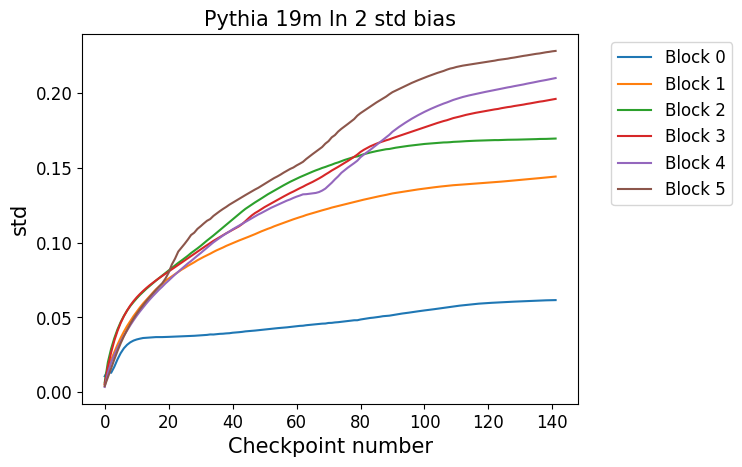 Pythia 19m ln 2 std bias
std
0.20
0.15
0.10
0.05
0.00
0 20 40 60 80 100 120 140
Checkpoint number
Block 0
Block 1
Block 2
Block 3
Block 4
Block 5